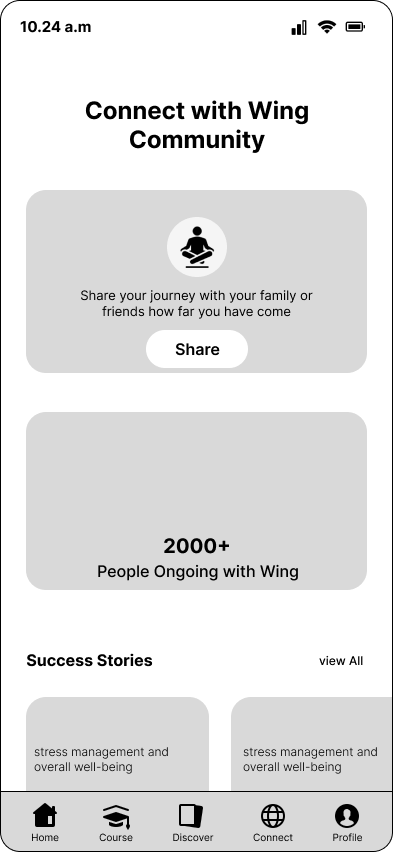 10.24 a.m
Connect with Wing
Community
Share your journey with your family or
friends how far you have come
Share
2000+
People Ongoing with Wing
Success Stories
view All
stress management and
overall well-being
stress management and
overall well-being
Home
Course
Discover
Connect
Profile